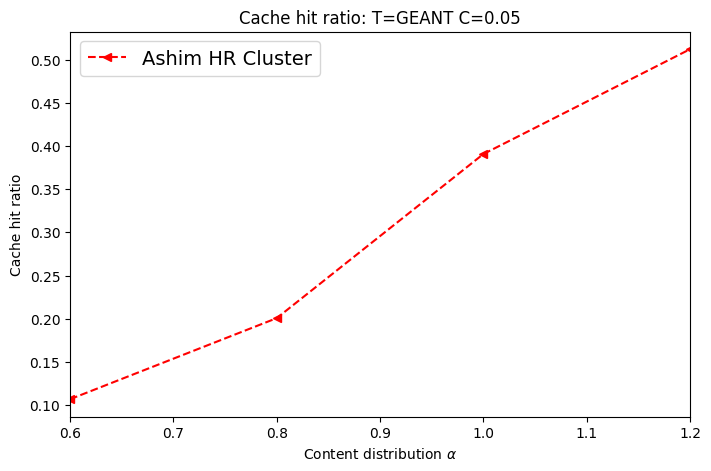 Cache hit ratio: T=GEANT C=0.05
Ashim HR Cluster
Cache hit ratio
0.50
0.45
0.40
0.35
0.30
0.25
0.20
0.15
0.10
0.6 0.7 0.8 0.9 1.0 1.1 1.2
Content distribution α